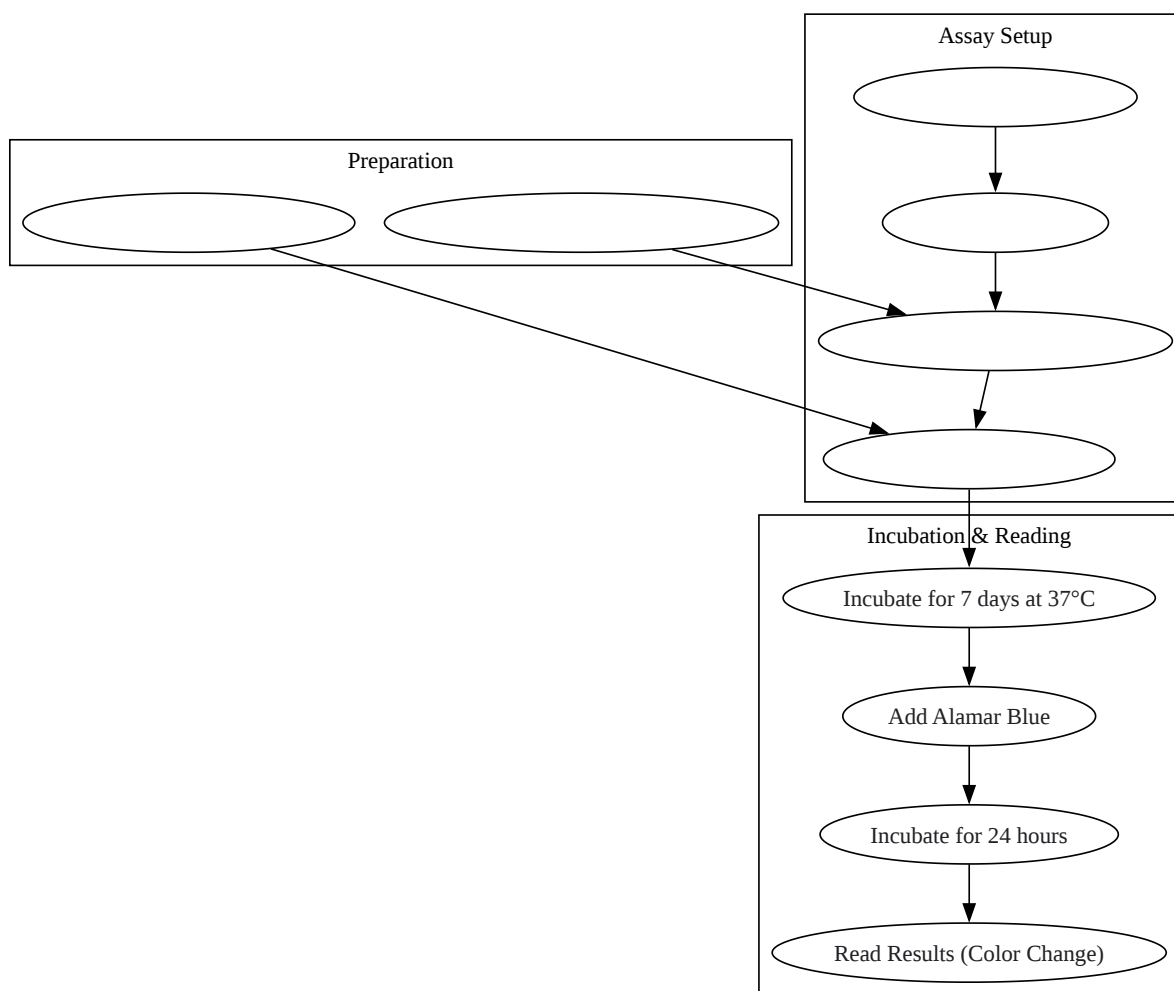 Assay Setup
Preparation
Incubation & Reading
Incubate for 7 days at 37°C
Add Alamar Blue
Incubate for 24 hours
Read Results (Color Change)